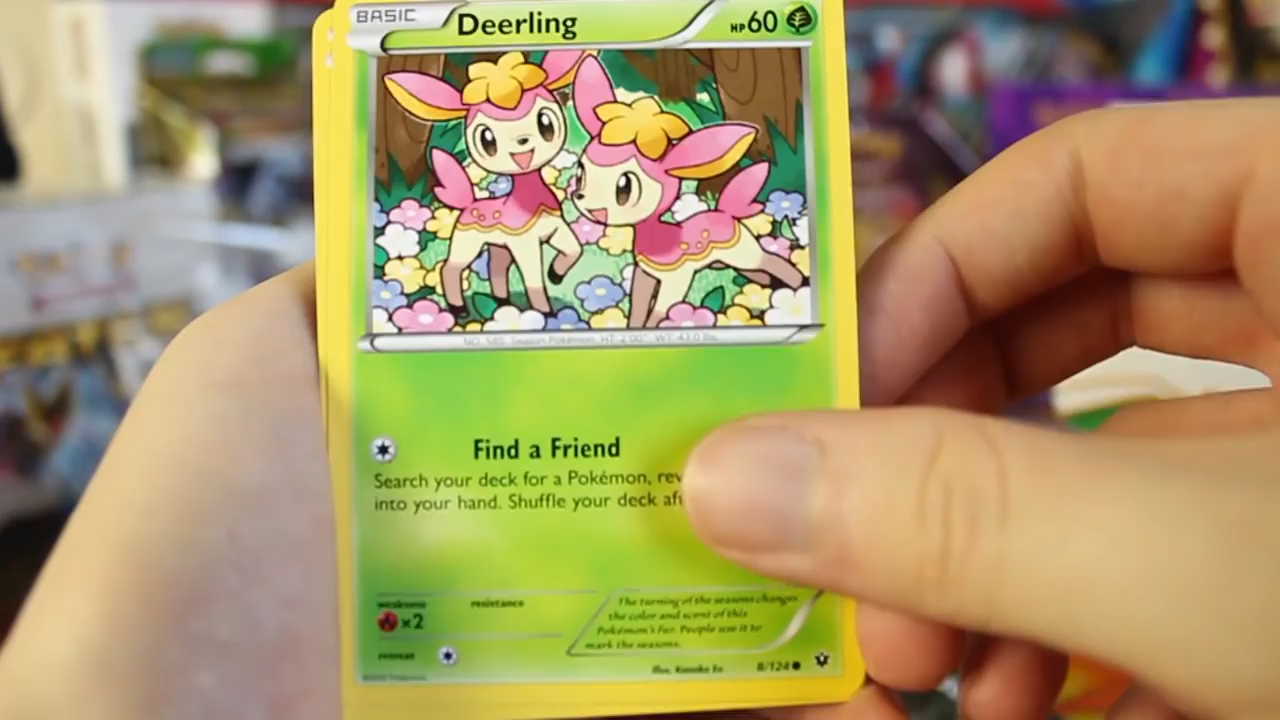 BASIC Deerling HP60
NO. 585 Season Pokémon HT: 2'00" WT: 43.0 lbs.
Find a Friend
Search your deck for a Pokémon, rev
into your hand. Shuffle your deck aft
weakness resistance
×2
retreat
The turning of the seasons changes
the color and scent of this
Pokémon's fur. People use it to
mark the seasons.
Illus.
8/124